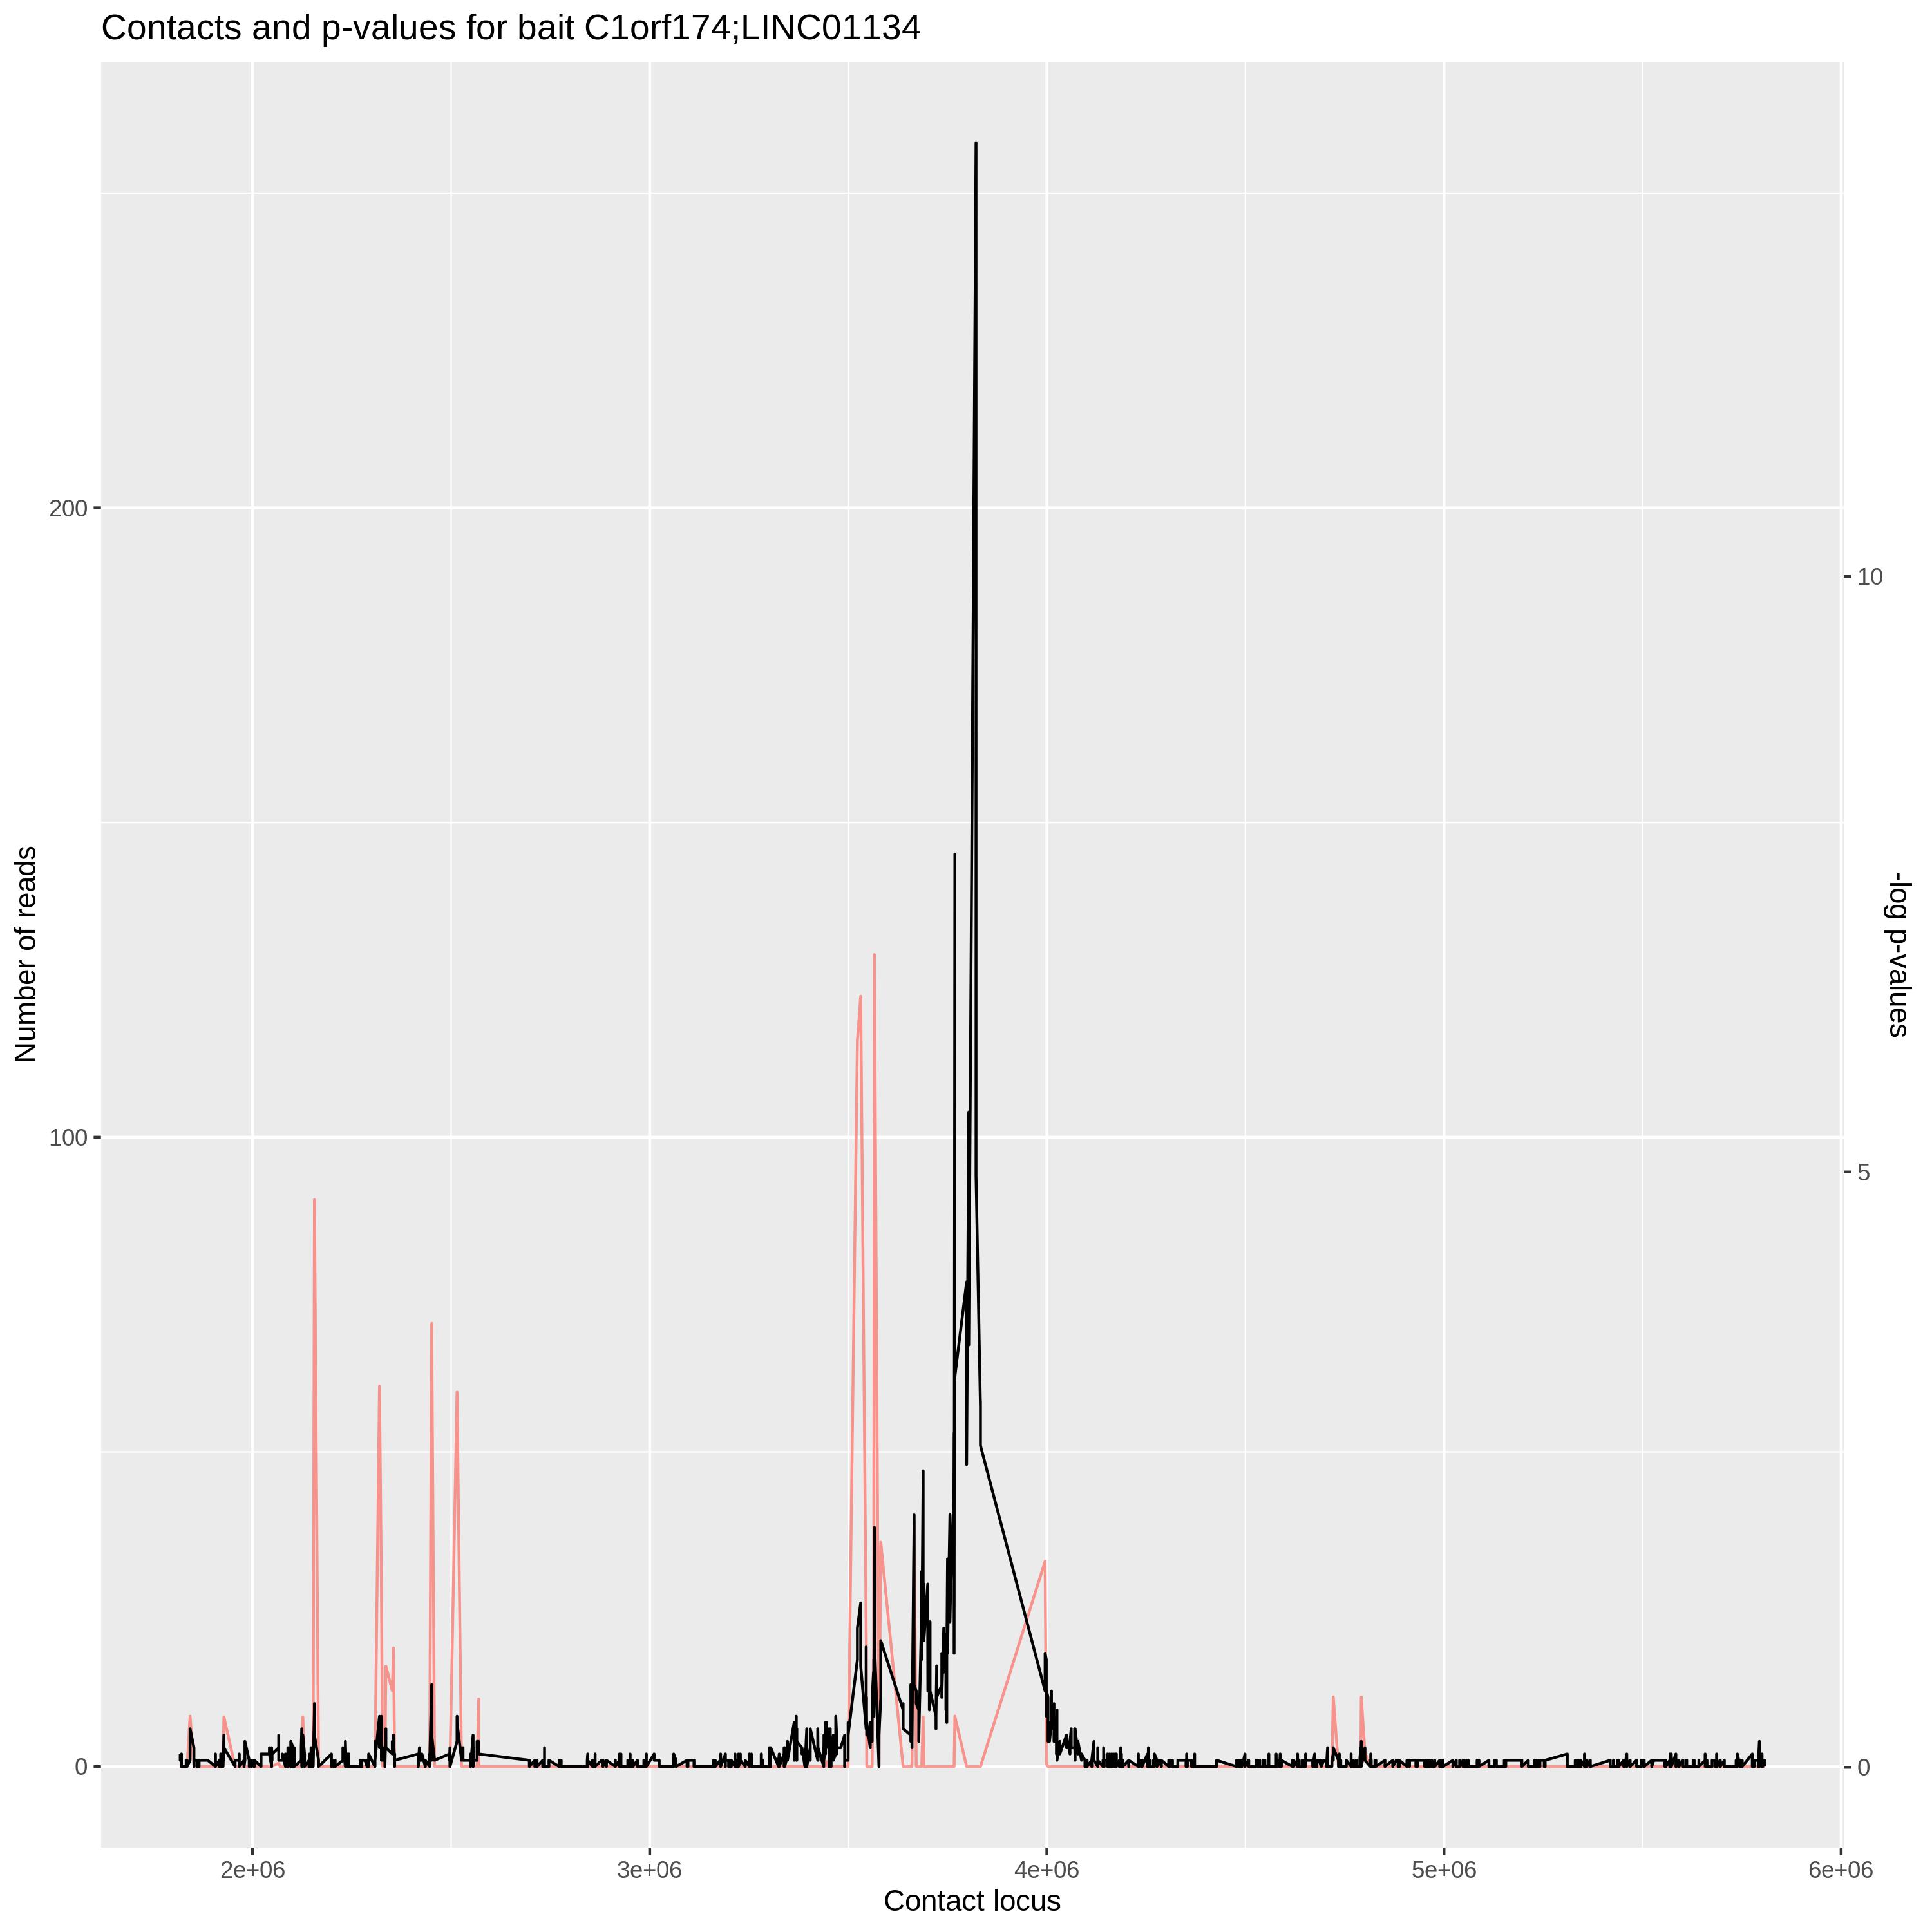 Contacts and p-values for bait C1orf174;LINC01134
Number of reads
200
100
0
-log p-values
10
5
0
2e+06
3e+06
4e+06
5e+06
6e+06
Contact locus